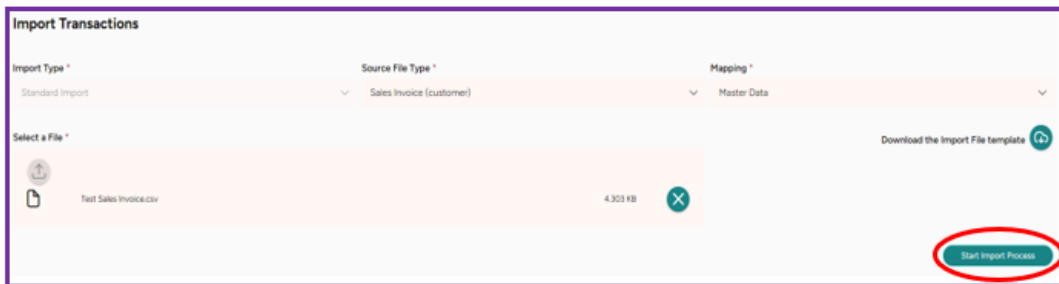 Import Transactions
Import Type * Source File Type * Mapping *
Standard Import Sales Invoice (customer) Master Data
Select a File * Download the Import File template
Test Sales Invoice.csv 4.303 KB
Start Import Process